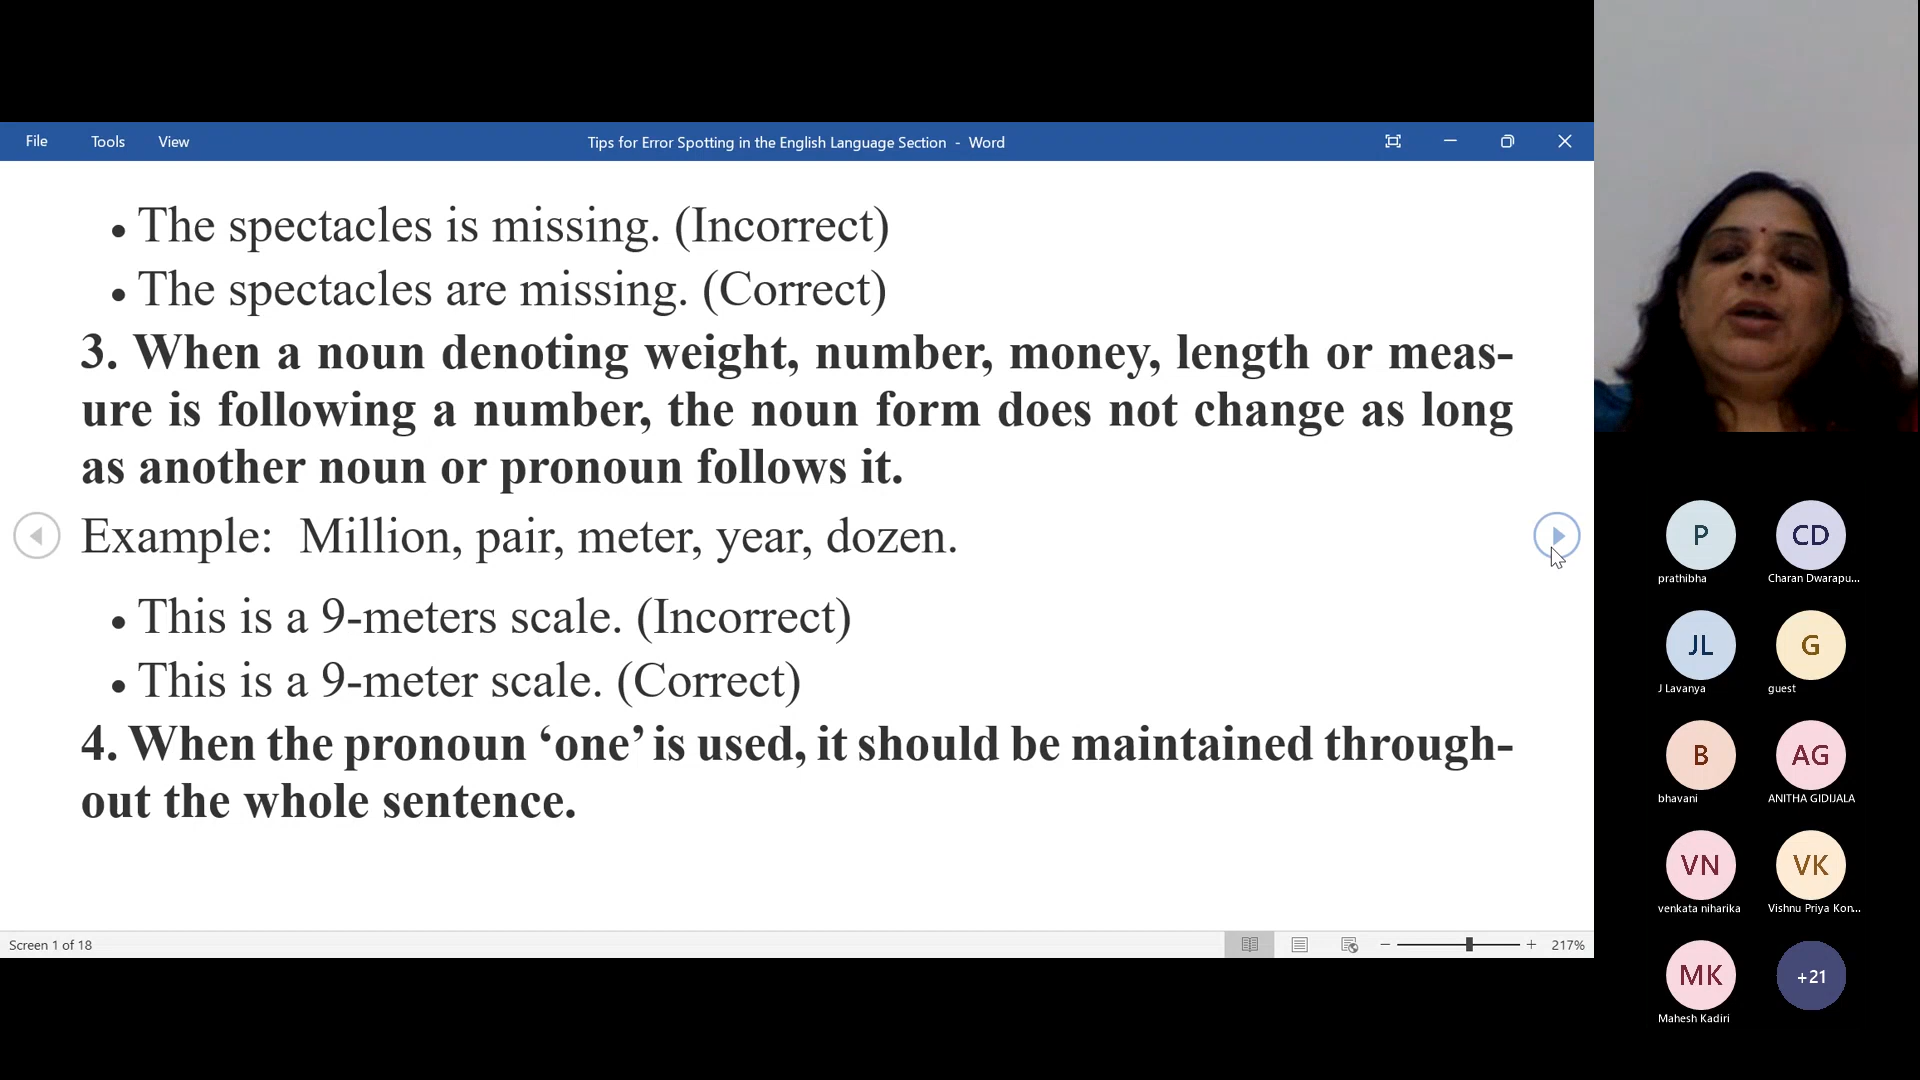 File Tools View Tips for Error Spotting in the English Language Section - Word
• The spectacles is missing. (Incorrect)
• The spectacles are missing. (Correct)
3. When a noun denoting weight, number, money, length or meas-
ure is following a number, the noun form does not change as long
as another noun or pronoun follows it.
Example: Million, pair, meter, year, dozen.
• This is a 9-meters scale. (Incorrect)
• This is a 9-meter scale. (Correct)
4. When the pronoun ‘one’ is used, it should be maintained through-
out the whole sentence.
Screen 1 of 18 217%
P CD
prathibha Charan Dwarapu...
JL G
J Lavanya guest
B AG
bhavani ANITHA GIDIJALA
VN VK
venkata niharika Vishnu Priya Kon...
MK +21
Mahesh Kadiri